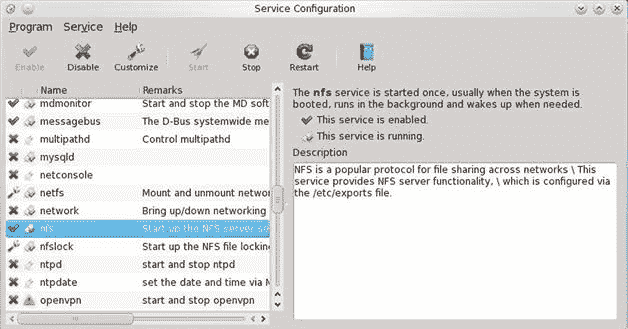 Service Configuration
Program Service Help
Enable Disable Customize Start Stop Restart Help
Name Remarks
mdmonitor Start and stop the MD soft
messagebus The D-Bus systemwide me
multipathd Control multipathd
mysqld
netconsole
netfs Mount and unmount networ
network Bring up/down networking
nfs Start up the NFS server se
nfslock Start up the NFS file locking
ntpd start and stop ntpd
ntpdate set the date and time via N
openvpn start and stop openvpn
The nfs service is started once, usually when the system is
booted, runs in the background and wakes up when needed.
This service is enabled.
This service is running.
Description
NFS is a popular protocol for file sharing across networks \ This
service provides NFS server functionality, \ which is configured via
the /etc/exports file.